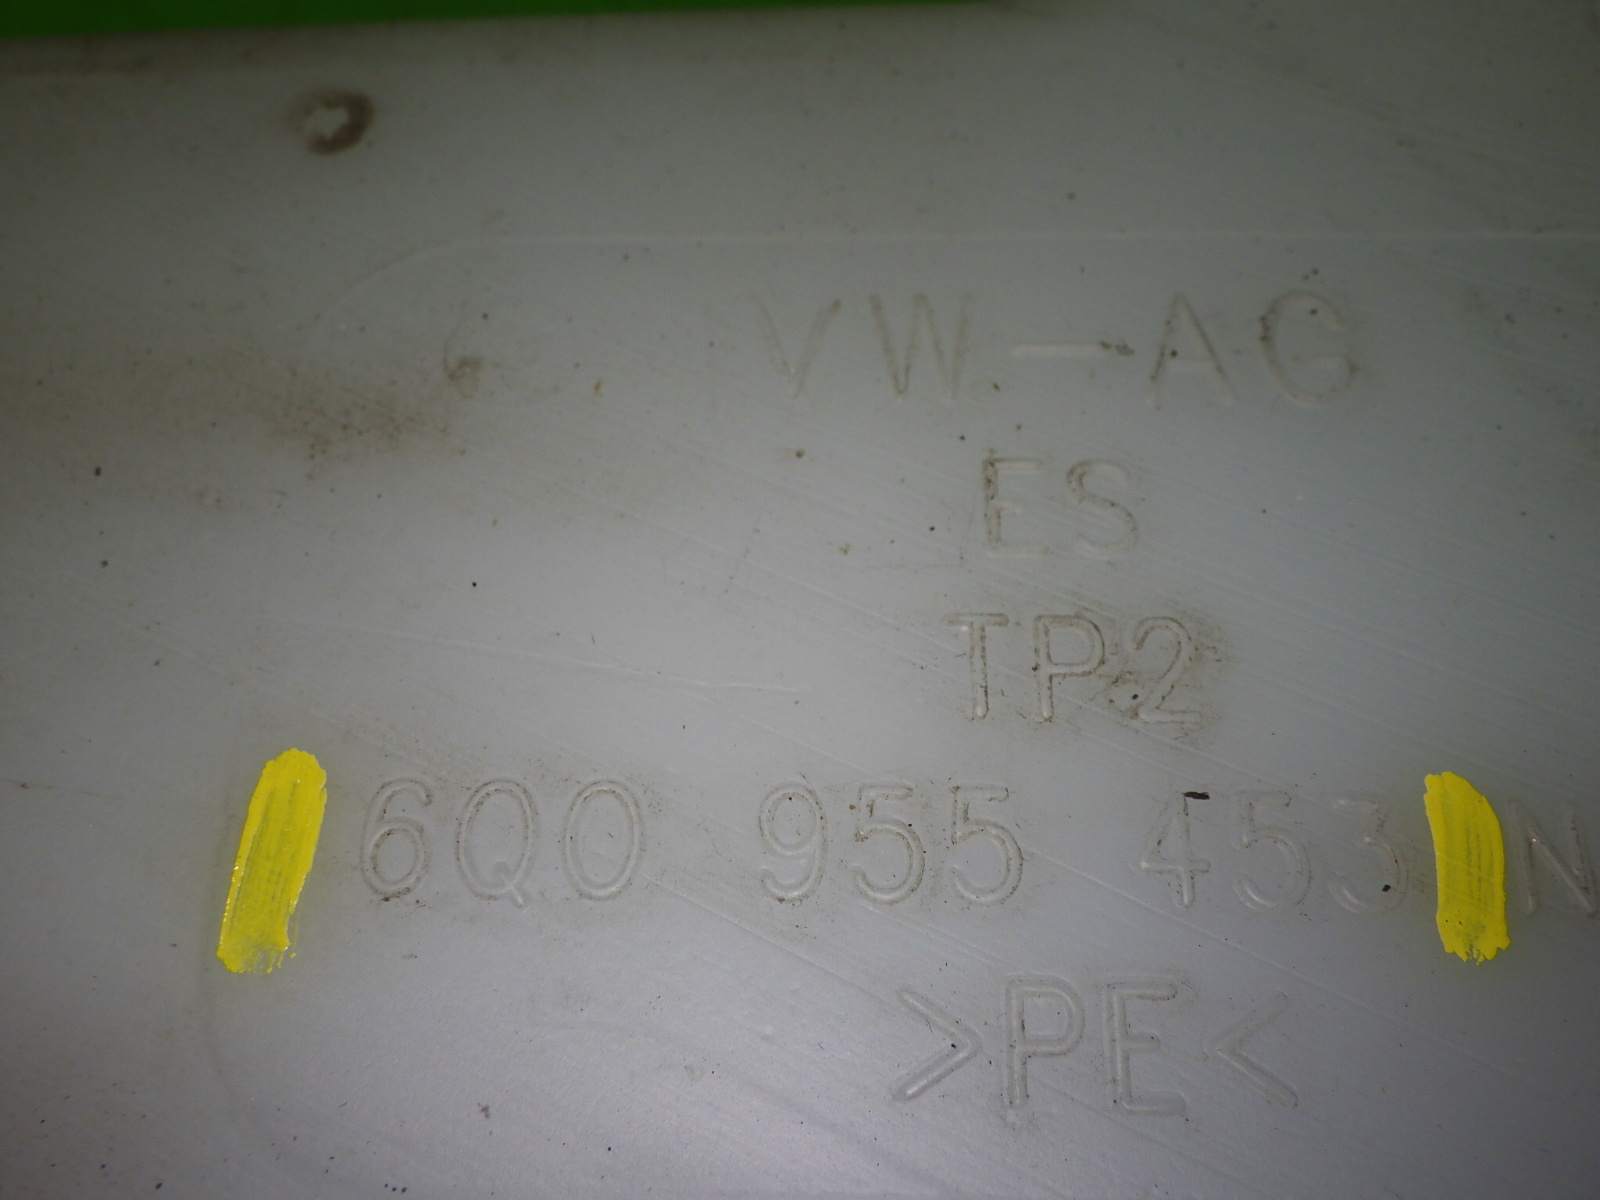 VW-AG
ES
TP2
6Q0 955 453 N
>PE<